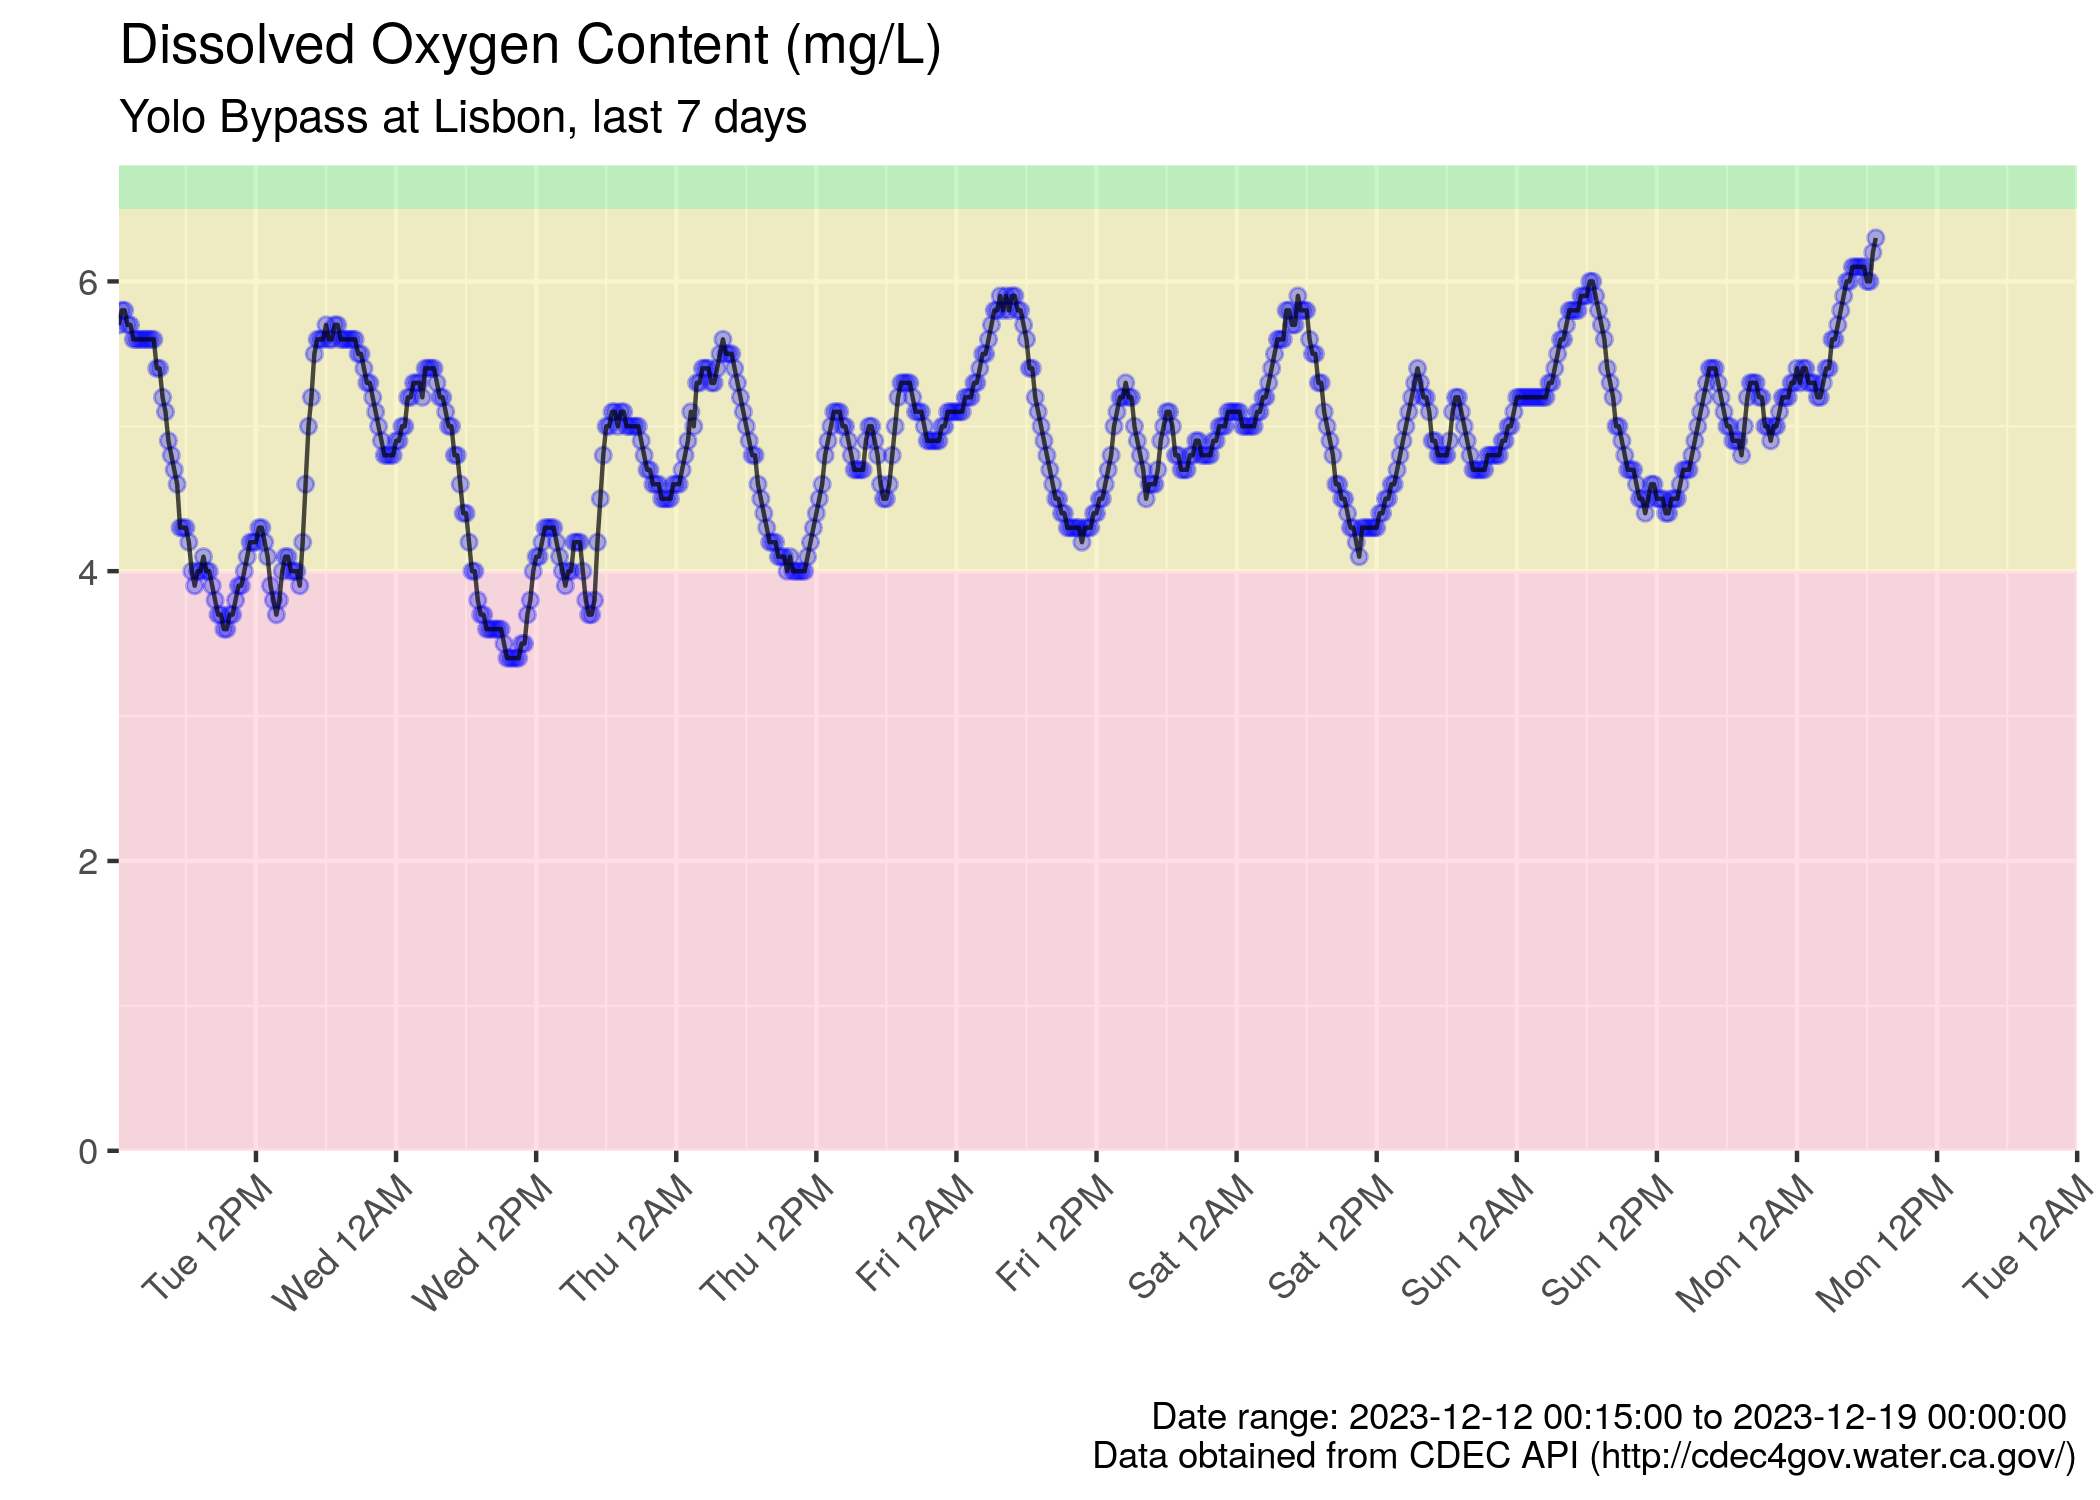 Dissolved Oxygen Content (mg/L)
Yolo Bypass at Lisbon, last 7 days
6
4
2
0
Tue 12PM
Wed 12AM
Wed 12PM
Thu 12AM
Thu 12PM
Fri 12AM
Fri 12PM
Sat 12AM
Sat 12PM
Sun 12AM
Sun 12PM
Mon 12AM
Mon 12PM
Tue 12AM
Date range: 2023-12-12 00:15:00 to 2023-12-19 00:00:00
Data obtained from CDEC API (http://cdec4gov.water.ca.gov/)